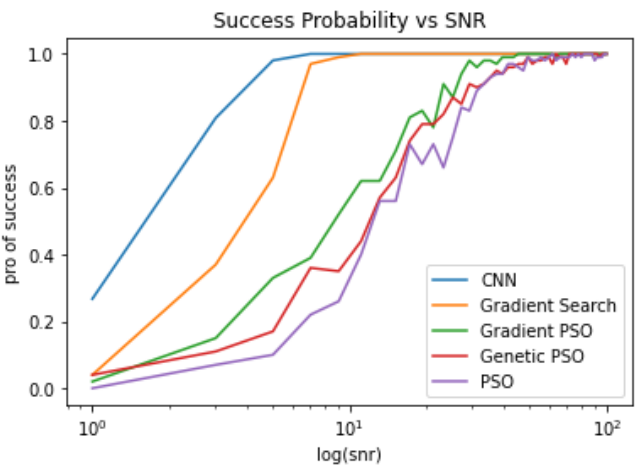 Success Probability vs SNR
1.0
0.8
0.6
0.4
0.2
0.0
pro of success
CNN
Gradient Search
Gradient PSO
Genetic PSO
PSO
10⁰
10¹
10²
log(snr)